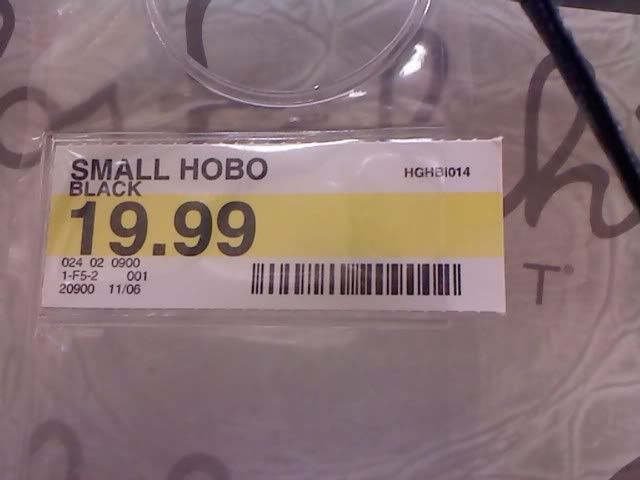 SMALL HOBO
BLACK
HGHBI014
19.99
024 02 0900
1-F5-2 001
20900 11/06
T